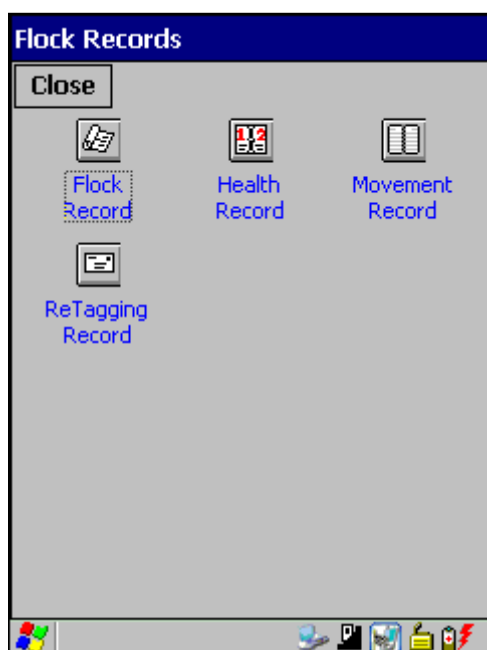 Flock Records
Close
Flock
Record
Health
Record
Movement
Record
ReTagging
Record